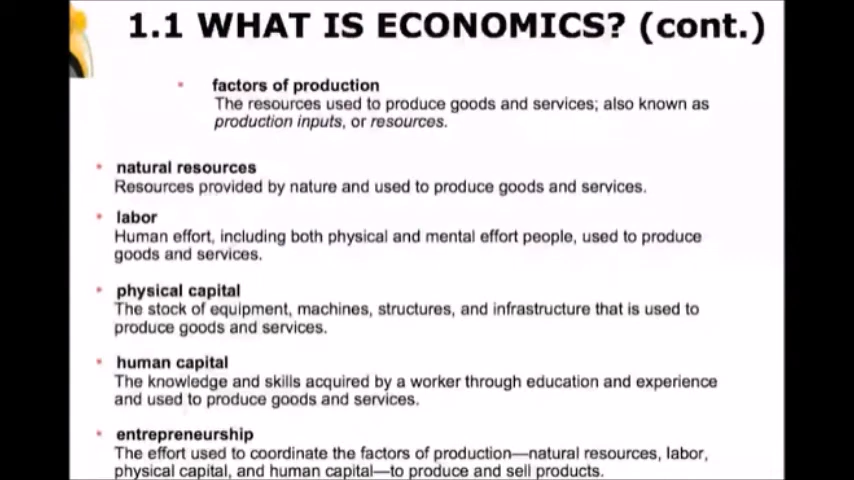 1.1 WHAT IS ECONOMICS? (cont.)
• factors of production
The resources used to produce goods and services; also known as
production inputs, or resources.
• natural resources
Resources provided by nature and used to produce goods and services.
• labor
Human effort, including both physical and mental effort people, used to produce
goods and services.
• physical capital
The stock of equipment, machines, structures, and infrastructure that is used to
produce goods and services.
• human capital
The knowledge and skills acquired by a worker through education and experience
and used to produce goods and services.
• entrepreneurship
The effort used to coordinate the factors of production—natural resources, labor,
physical capital, and human capital—to produce and sell products.